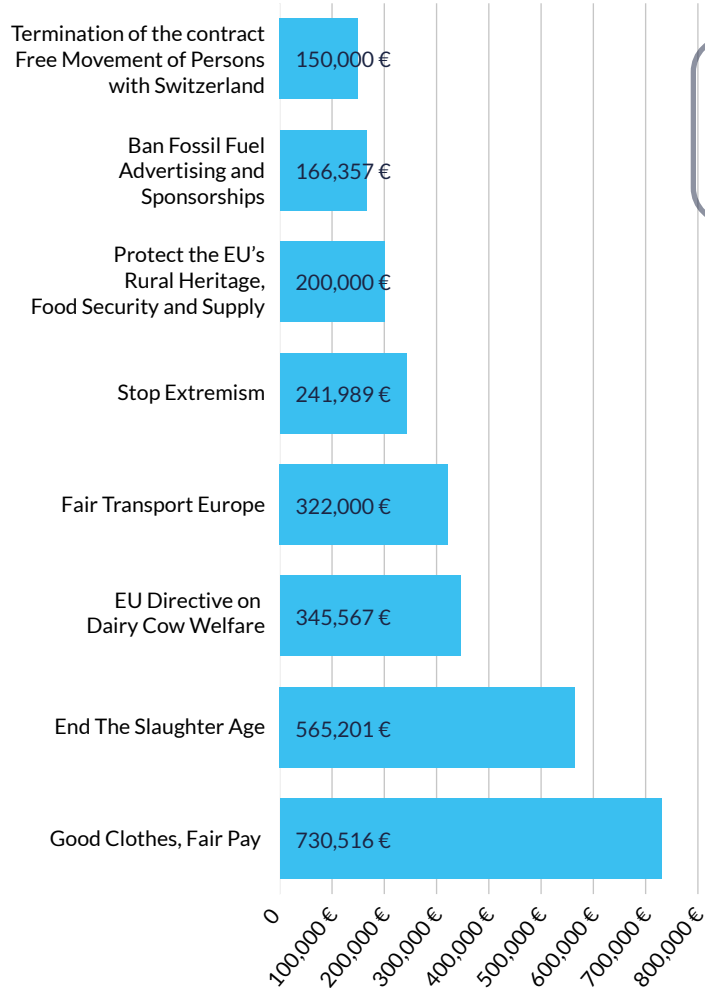 Termination of the contract
Free Movement of Persons
with Switzerland
150,000 €
Ban Fossil Fuel
Advertising and
Sponsorships
166,357 €
Protect the EU's
Rural Heritage,
Food Security and Supply
200,000 €
Stop Extremism
241,989 €
Fair Transport Europe
322,000 €
EU Directive on
Dairy Cow Welfare
345,567 €
End The Slaughter Age
565,201 €
Good Clothes, Fair Pay
730,516 €
0
100,000 €
200,000 €
300,000 €
400,000 €
500,000 €
600,000 €
700,000 €
800,000 €